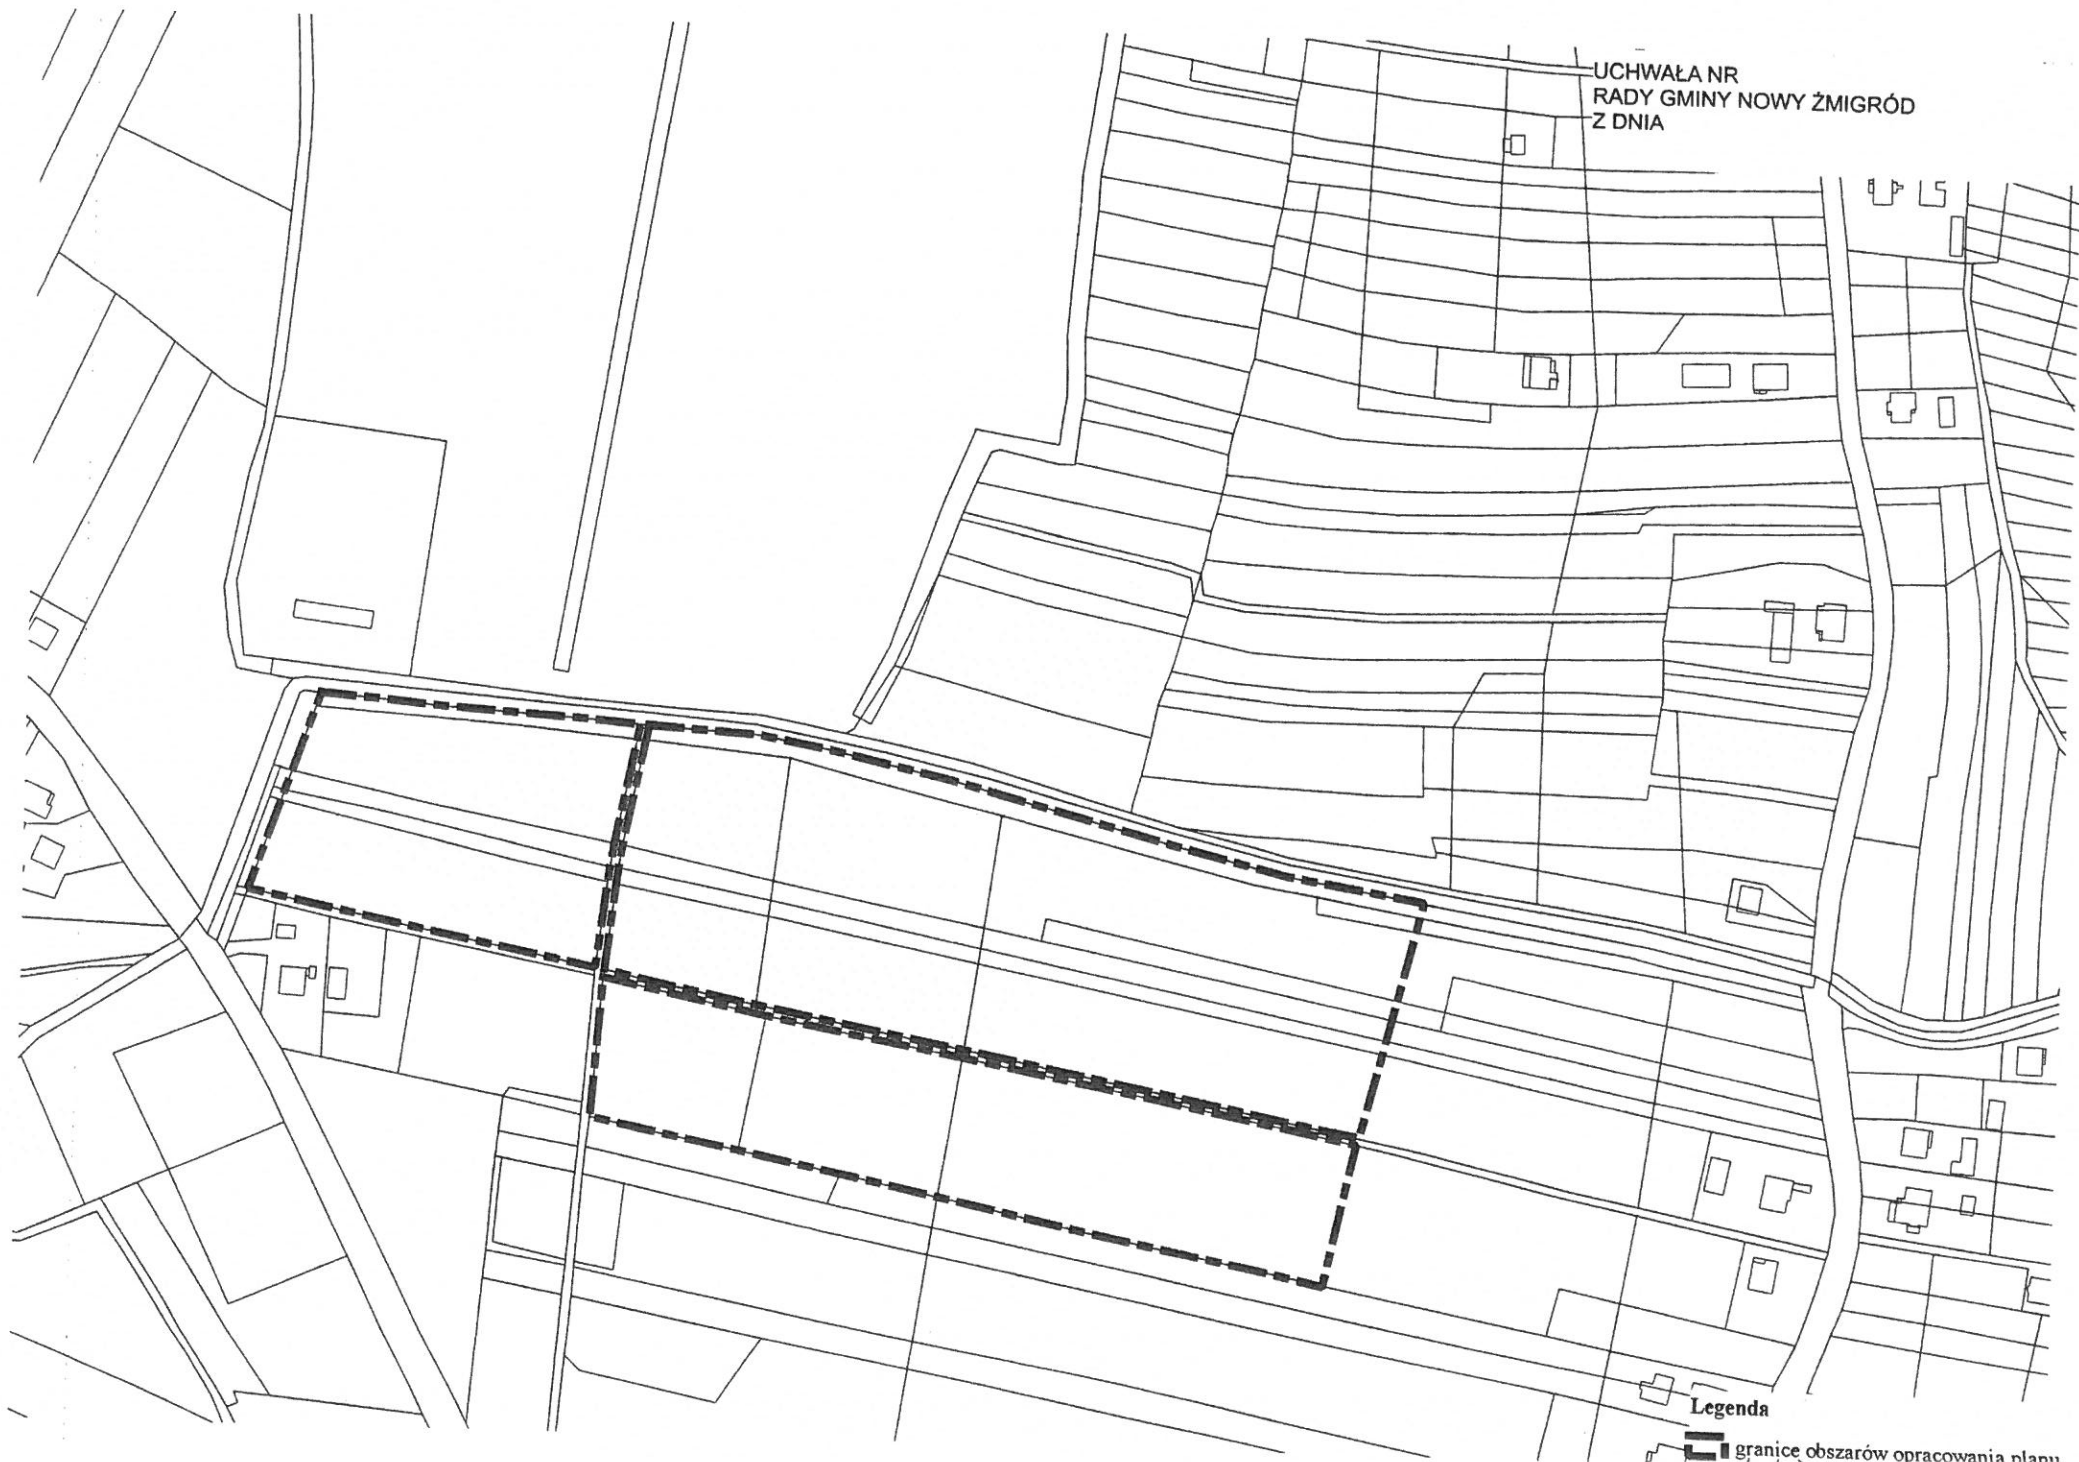 UCHWAŁA NR
RADY GMINY NOWY ŻMIGRÓD
Z DNIA
Legenda
granice obszarów opracowania planu